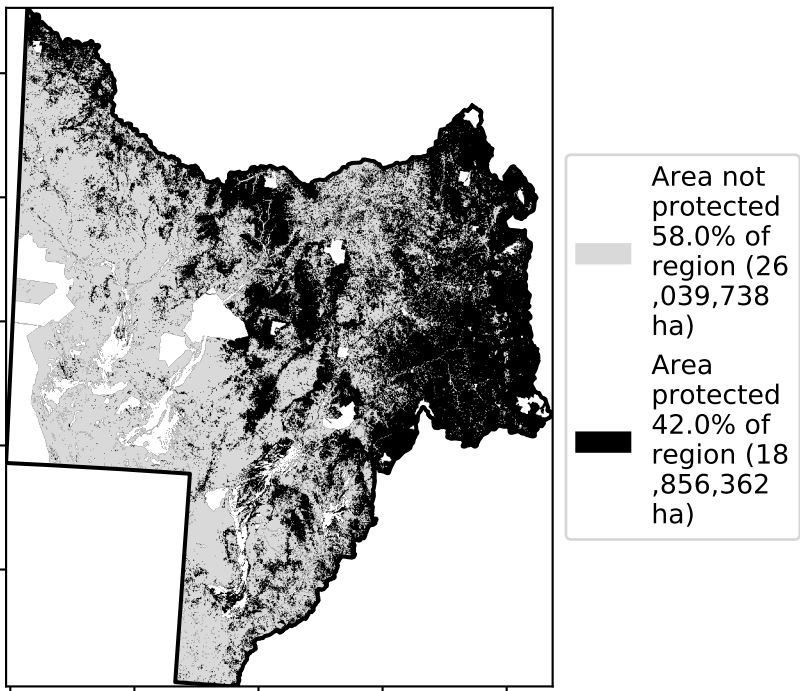 Area not
protected
58.0% of
region (26
,039,738
ha)
Area
protected
42.0% of
region (18
,856,362
ha)